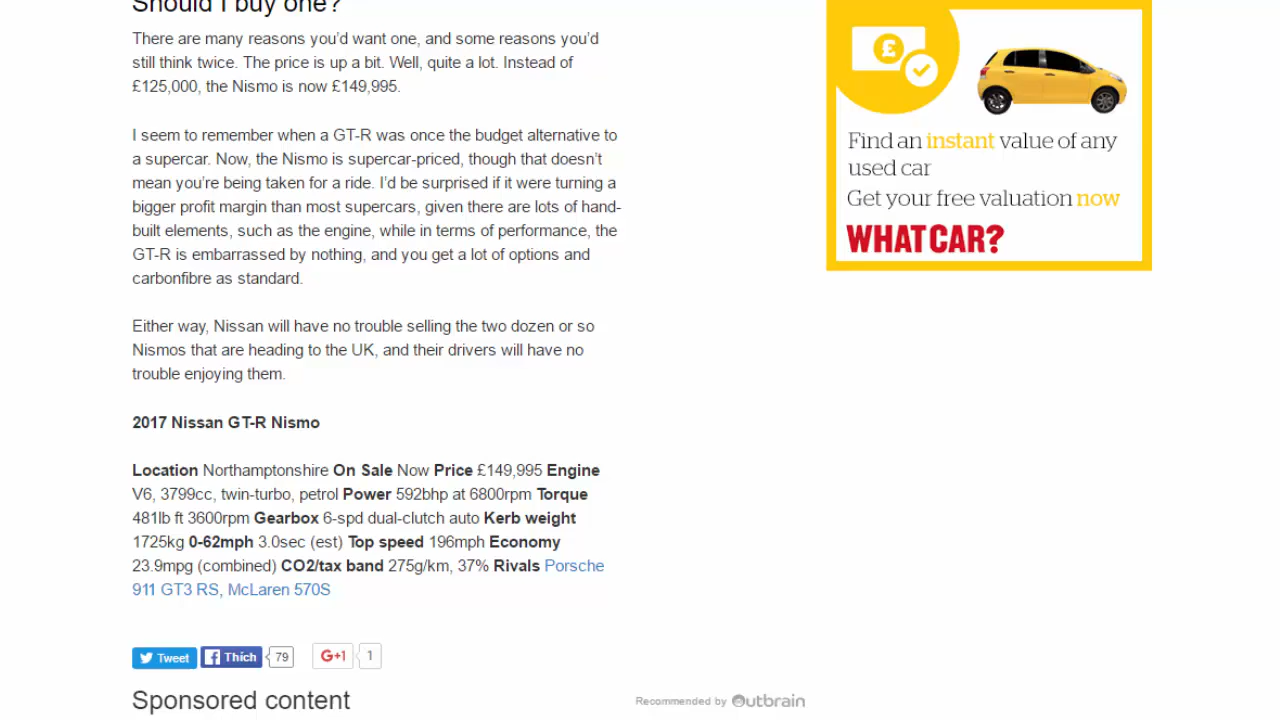 Should I buy one?
There are many reasons you’d want one, and some reasons you’d
still think twice. The price is up a bit. Well, quite a lot. Instead of
£125,000, the Nismo is now £149,995.
I seem to remember when a GT-R was once the budget alternative to
a supercar. Now, the Nismo is supercar-priced, though that doesn’t
mean you’re being taken for a ride. I’d be surprised if it were turning a
bigger profit margin than most supercars, given there are lots of hand-
built elements, such as the engine, while in terms of performance, the
GT-R is embarrassed by nothing, and you get a lot of options and
carbonfibre as standard.
Either way, Nissan will have no trouble selling the two dozen or so
Nismos that are heading to the UK, and their drivers will have no
trouble enjoying them.
2017 Nissan GT-R Nismo
Location Northamptonshire On Sale Now Price £149,995 Engine
V6, 3799cc, twin-turbo, petrol Power 592bhp at 6800rpm Torque
481lb ft 3600rpm Gearbox 6-spd dual-clutch auto Kerb weight
1725kg 0-62mph 3.0sec (est) Top speed 196mph Economy
23.9mpg (combined) CO2/tax band 275g/km, 37% Rivals Porsche
911 GT3 RS, McLaren 570S
Tweet Thích 79 G+1 1
Sponsored content
Recommended by Outbrain
£
Find an instant value of any
used car
Get your free valuation now
WHAT CAR?